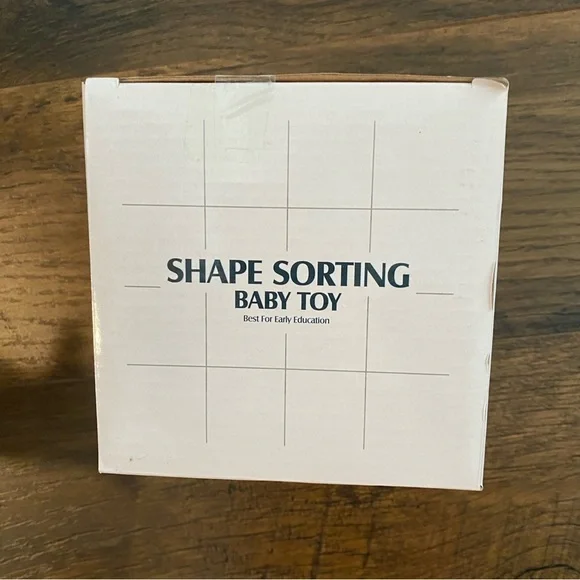 SHAPE SORTING
BABY TOY
Best For Early Education